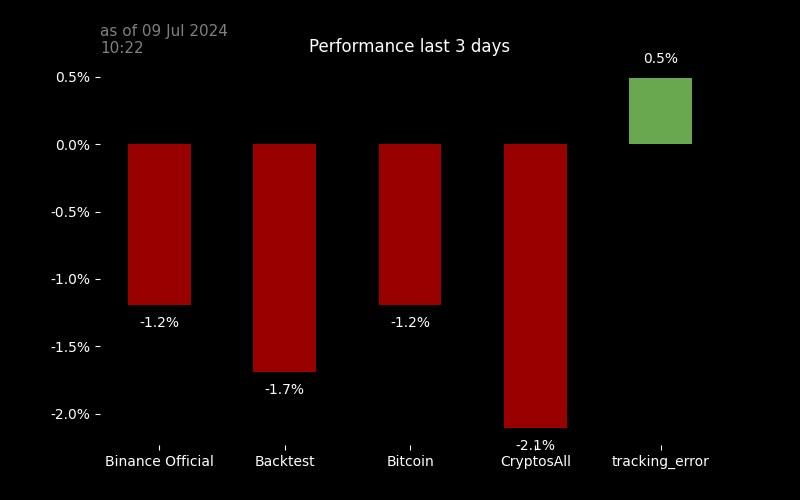 as of 09 Jul 2024
10:22
Performance last 3 days
0.5%
0.5%
0.0%
-0.5%
-1.0%
-1.2%
-1.2%
-1.5%
-1.7%
-2.0%
-2.1%
Binance Official
Backtest
Bitcoin
CryptosAll
tracking_error